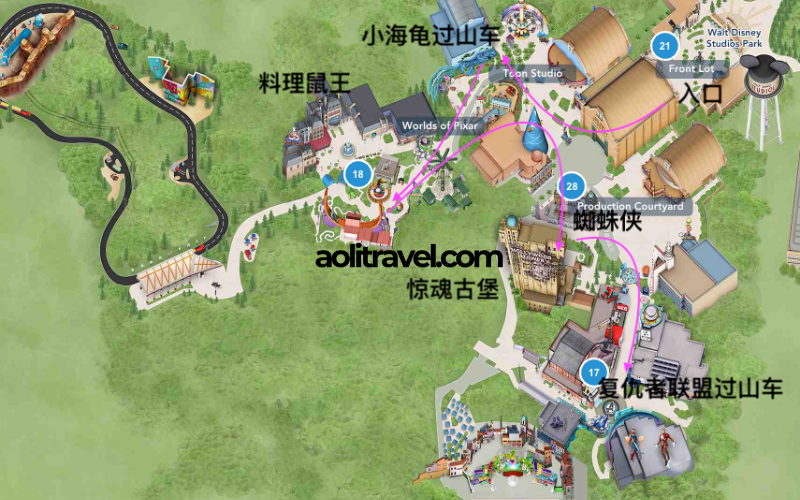 小海龟过山车
Walt Disney
Studios Park
21
Front Lot
Toon Studio
料理鼠王
入口
Worlds of Pixar
18
28
Production Courtyard
蜘蛛侠
aolitravel.com
惊魂古堡
17
复仇者联盟过山车